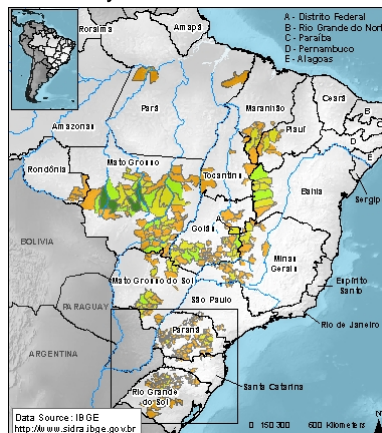 A - Distrito Federal
B - Rio Grande do Nort
C - Paraíba
D - Pernambuco
E - Alagoas
Roraima
Amapá
Amazonas
Pará
Maranhão
Ceará
B
C
D
E
Piauí
Rondônia
Mato Grosso
Tocantins
Bahia
Sergip
A
Goiás
BOLIVIA
Minas
Gerais
Mato Grosso do Sul
Espírito
Santo
São Paulo
Rio de Janeiro
PARAGUAY
Paraná
ARGENTINA
Santa Catarina
Rio Grande
do Sul
Data Source: IBGE
http://www.sidra.ibge.gov.br
0 150 300 600 Kilometers
N